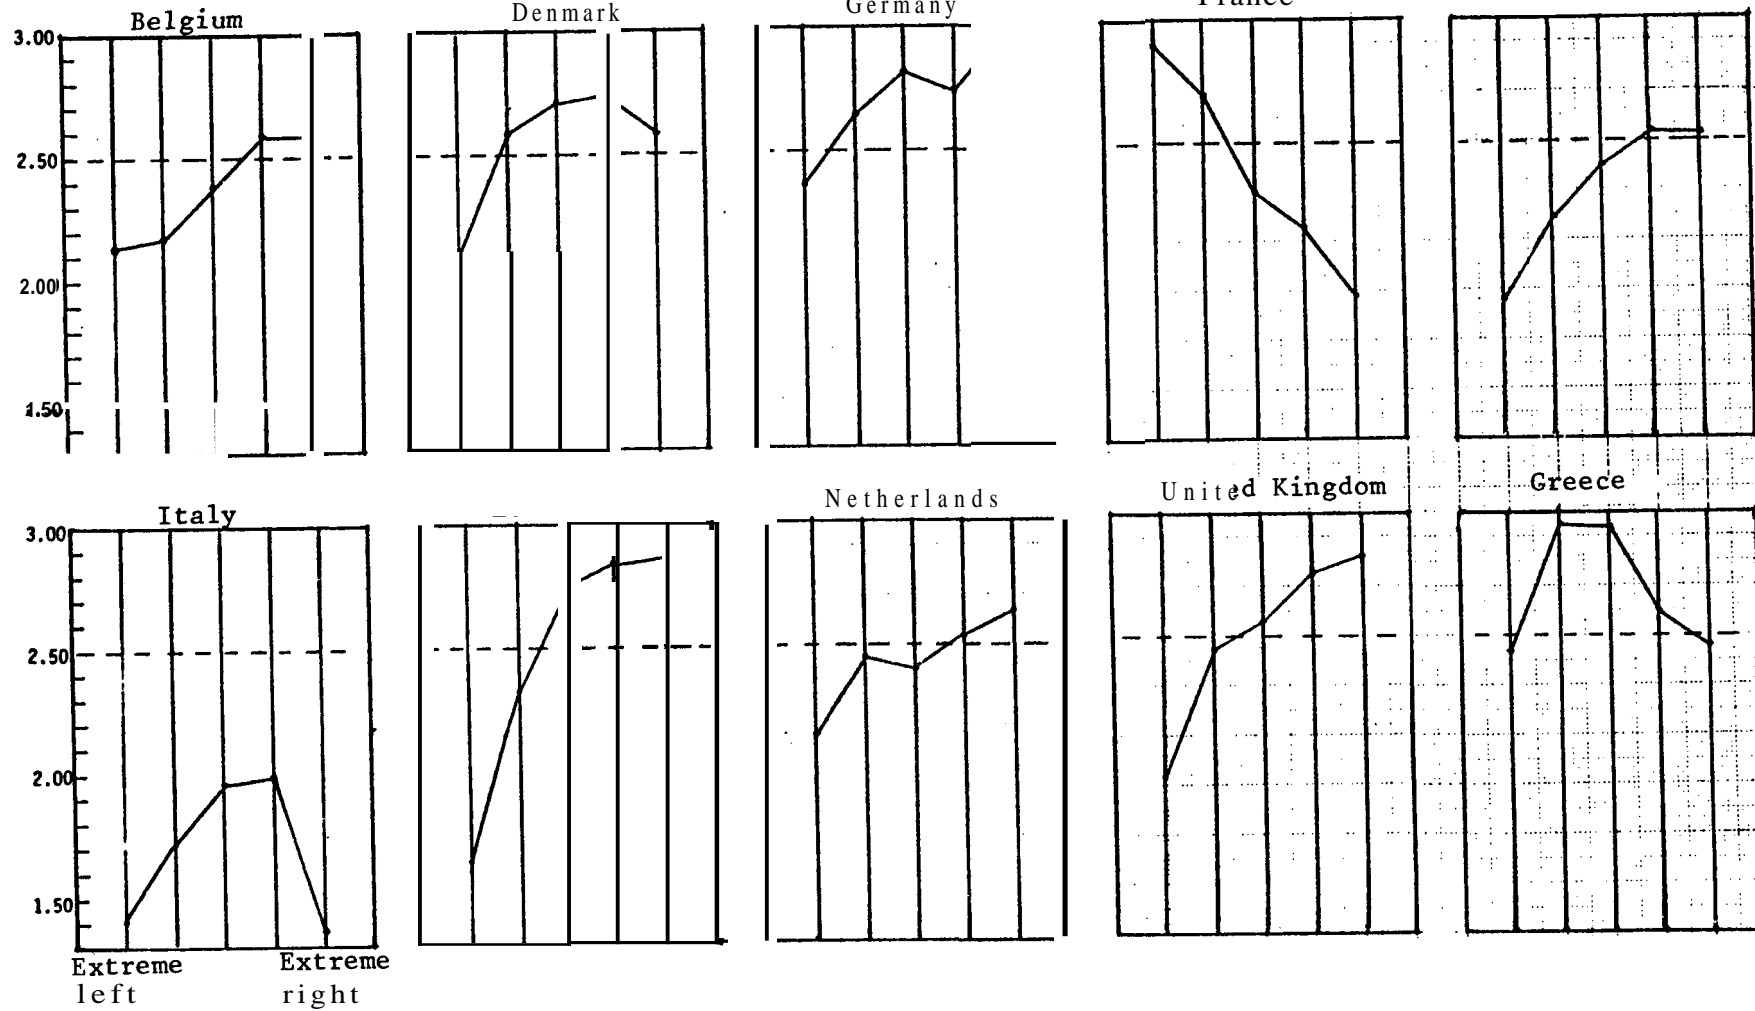 Belgium
Denmark
Germany
France
3.00
2.50
2.00
1.50
Italy
Netherlands
United Kingdom
Greece
3.00
2.50
2.00
1.50
Extreme
left
Extreme
right